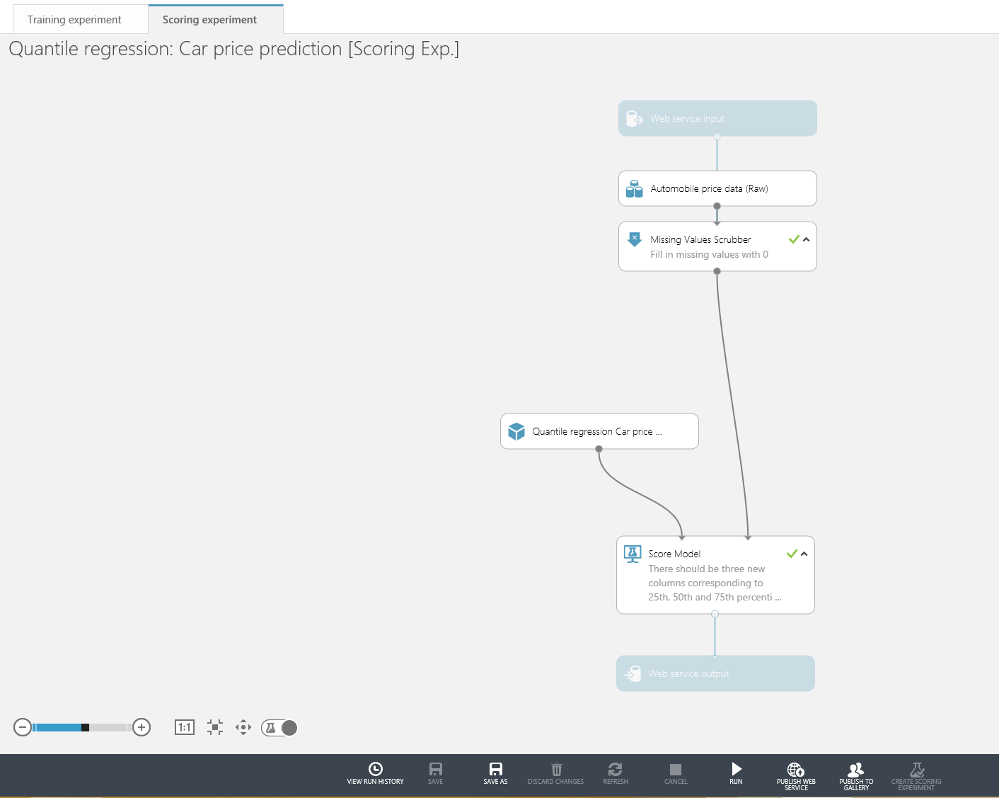 Training experiment
Scoring experiment
Quantile regression: Car price prediction [Scoring Exp.]
Web service input
Automobile price data (Raw)
Missing Values Scrubber
Fill in missing values with 0
Quantile regression Car price ...
Score Model
There should be three new
columns corresponding to
25th, 50th and 75th percenti ...
Web service output
1:1
VIEW RUN HISTORY
SAVE
SAVE AS
DISCARD CHANGES
REFRESH
CANCEL
RUN
PUBLISH WEB
SERVICE
PUBLISH TO
GALLERY
CREATE SCORING
EXPERIMENT